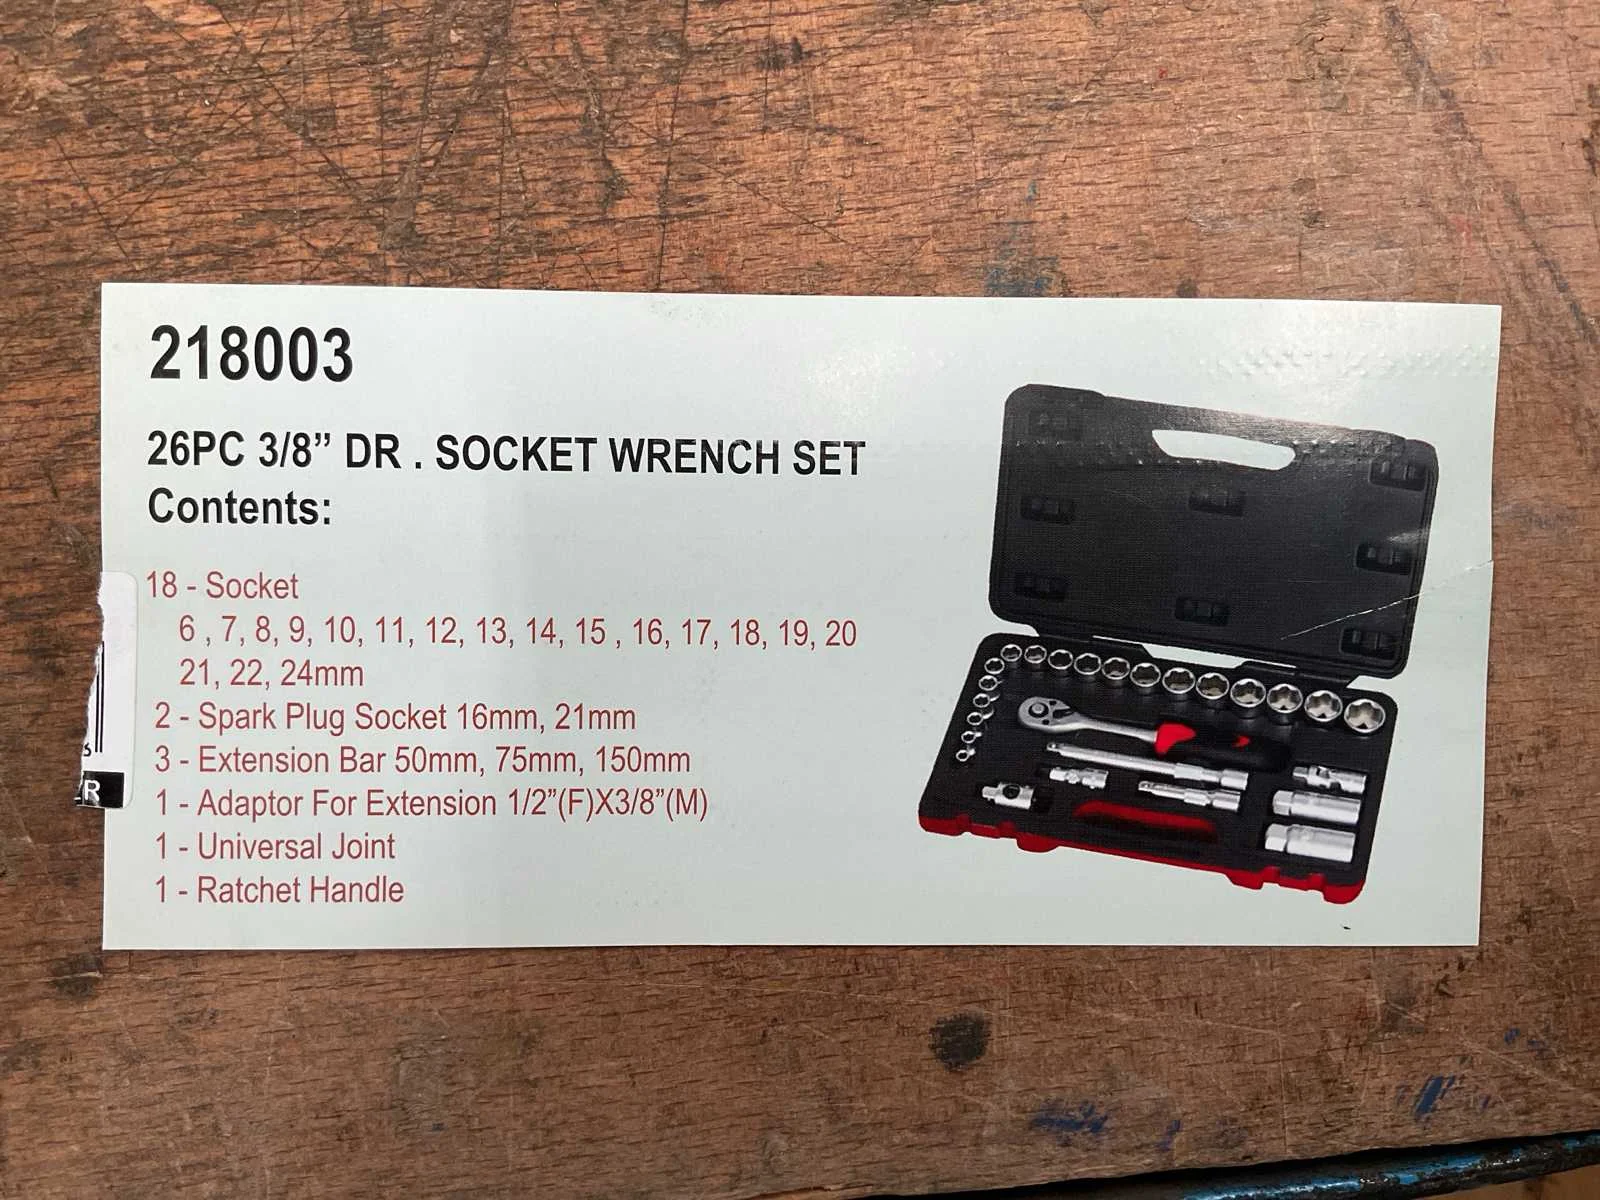 218003
26PC 3/8” DR . SOCKET WRENCH SET
Contents:
18 - Socket
6 , 7, 8, 9, 10, 11, 12, 13, 14, 15 , 16, 17, 18, 19, 20
21, 22, 24mm
2 - Spark Plug Socket 16mm, 21mm
3 - Extension Bar 50mm, 75mm, 150mm
1 - Adaptor For Extension 1/2”(F)X3/8”(M)
1 - Universal Joint
1 - Ratchet Handle